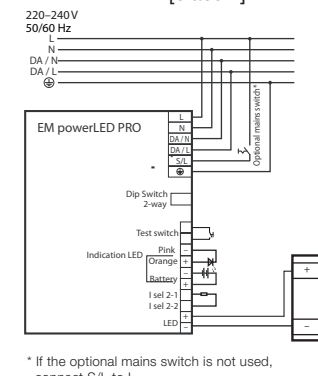 220–240 V
50/60 Hz
L
N
DA / N
DA / L
EM powerLED PRO
L
N
DA / N
DA / L
* S/L
Optional mains switch*
Dip Switch
2-way
Test switch
Pink –
Indication LED
Orange +
–
Battery
+
I sel 2-1
I sel 2-2
+
LED –
+
–
* If the optional mains switch is not used,
connect S/L to L